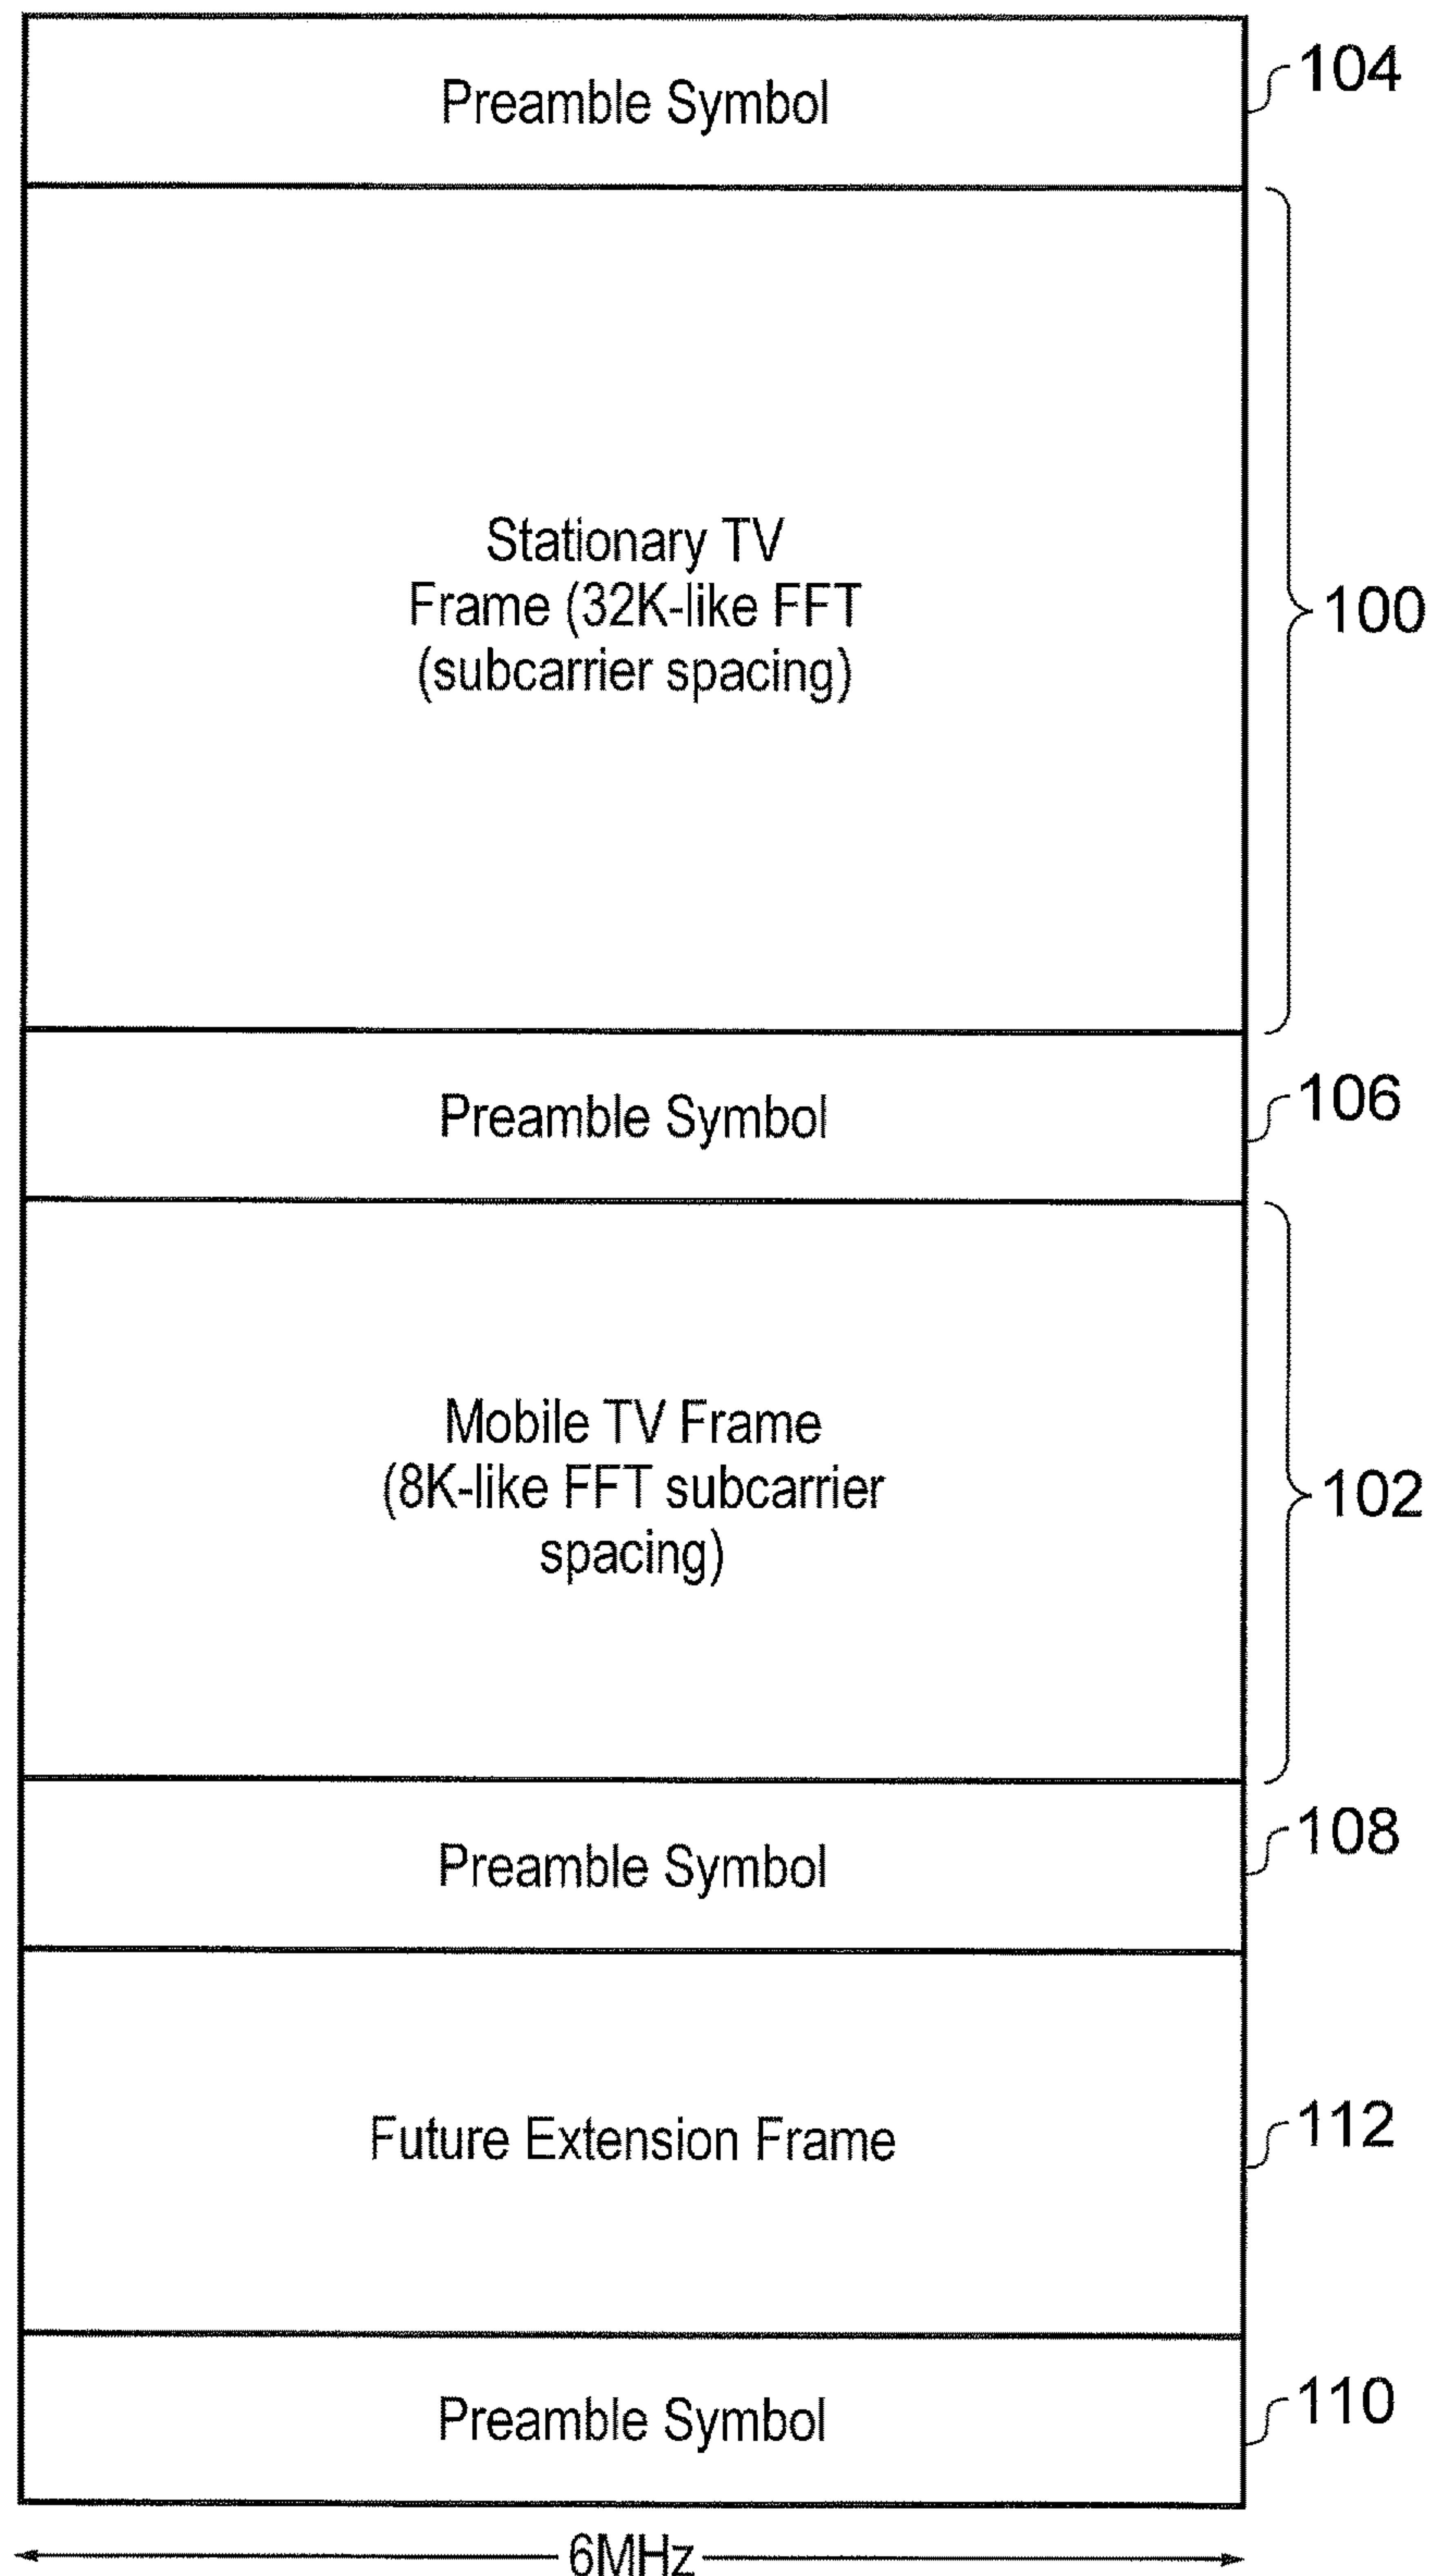 Preamble Symbol
104
Stationary TV
Frame (32K-like FFT
(subcarrier spacing)
100
Preamble Symbol
106
Mobile TV Frame
(8K-like FFT subcarrier
spacing)
102
Preamble Symbol
108
Future Extension Frame
112
Preamble Symbol
110
6MHz